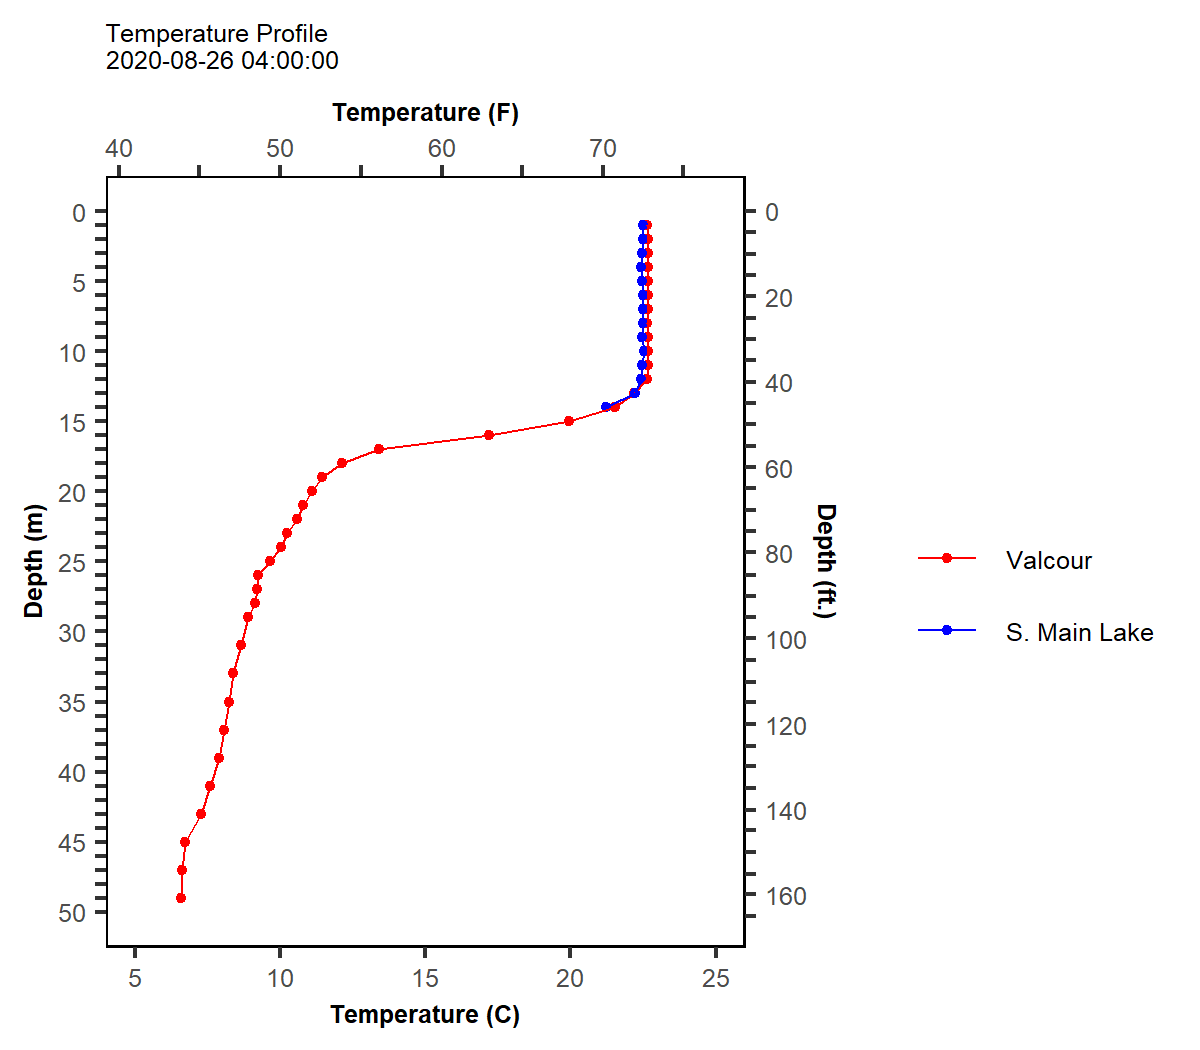 Temperature Profile
2020-08-26 04:00:00
Temperature (F)
40 50 60 70
0 0
5
20
10
40
15
60
20
80
25
100
30
120
35
40
140
45
160
50
Depth (m)
Depth (ft.)
Valcour
S. Main Lake
5 10 15 20 25
Temperature (C)